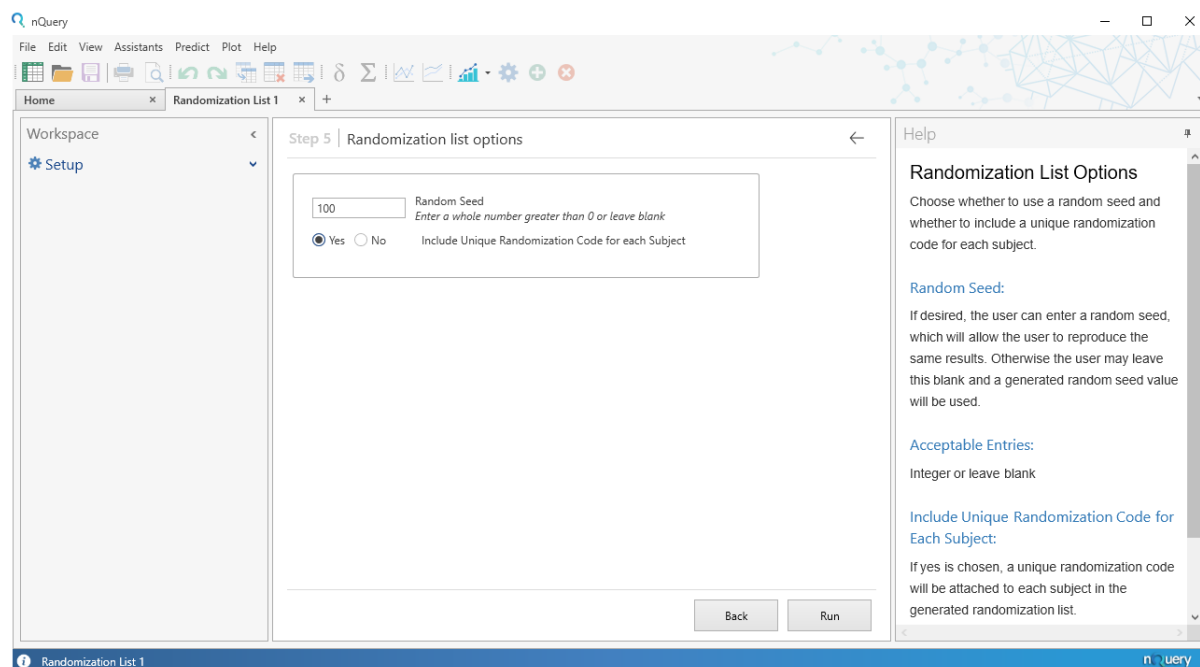 nQuery
File Edit View Assistants Predict Plot Help
Home
Randomization List 1
Workspace
Setup
Step 5 Randomization list options
100
Random Seed
Enter a whole number greater than 0 or leave blank
Yes No Include Unique Randomization Code for each Subject
Back Run
Help
Randomization List Options
Choose whether to use a random seed and
whether to include a unique randomization
code for each subject.
Random Seed:
If desired, the user can enter a random seed,
which will allow the user to reproduce the
same results. Otherwise the user may leave
this blank and a generated random seed value
will be used.
Acceptable Entries:
Integer or leave blank
Include Unique Randomization Code for
Each Subject:
If yes is chosen, a unique randomization code
will be attached to each subject in the
generated randomization list.
Randomization List 1
nQuery